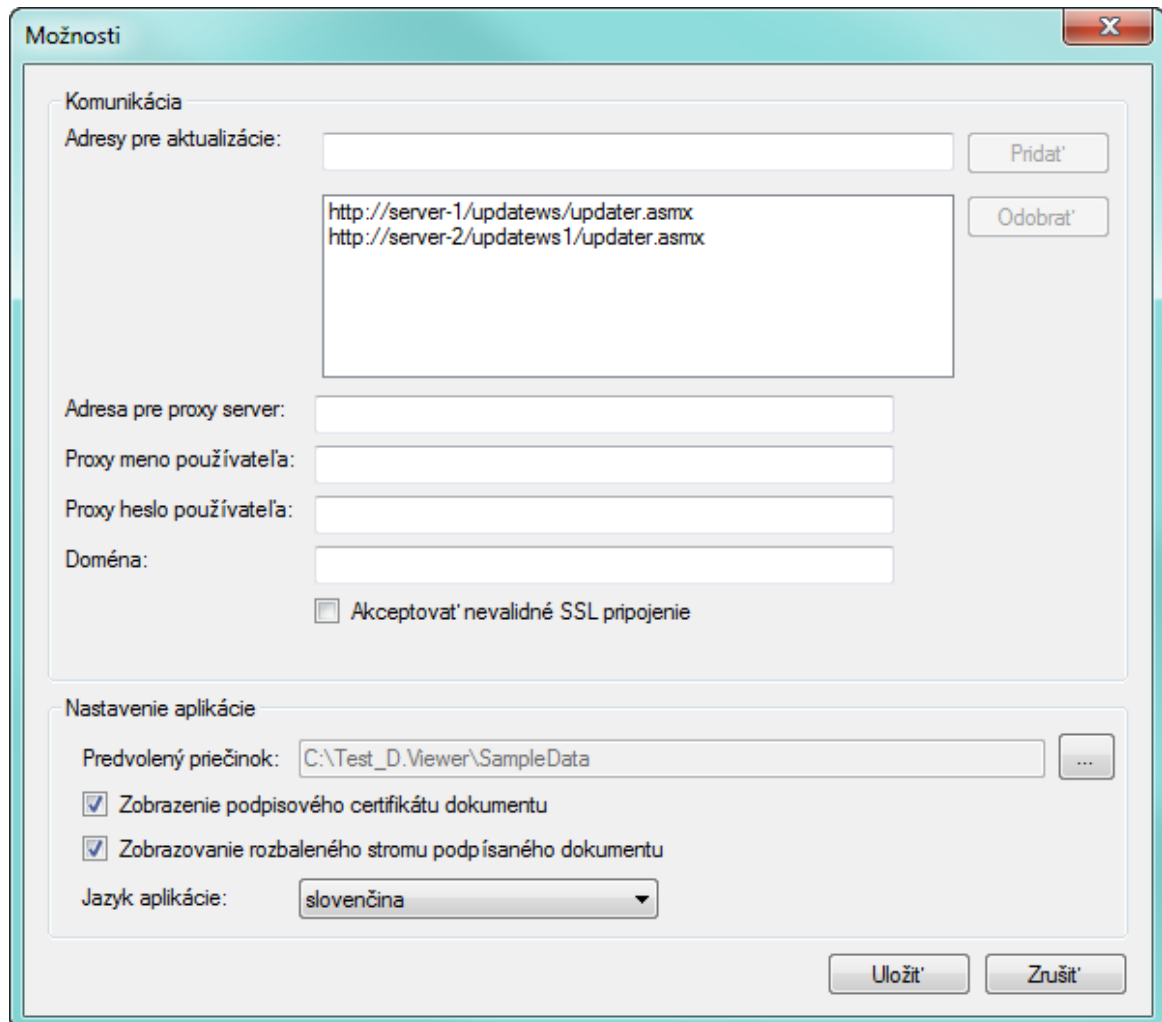 Možnosti
Komunikácia
Adresy pre aktualizácie:
Pridať
http://server-1/updatews/updater.asmx
http://server-2/updatews1/updater.asmx
Odobrať
Adresa pre proxy server:
Proxy meno používateľa:
Proxy heslo používateľa:
Doména:
Akceptovať nevalidné SSL pripojenie
Nastavenie aplikácie
Predvolený priečinok: C:\Test_D.Viewer\SampleData ...
Zobrazenie podpisového certifikátu dokumentu
Zobrazovanie rozbaleného stromu podpísaného dokumentu
Jazyk aplikácie: slovenčina
Uložiť Zrušiť